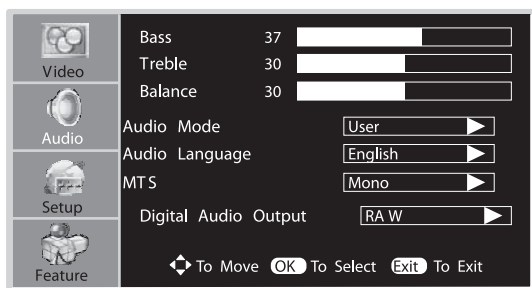 Video
Audio
Setup
Feature
Bass 37
Treble 30
Balance 30
Audio Mode User
Audio Language English
MTS Mono
Digital Audio Output RA W
To Move OK To Select Exit To Exit